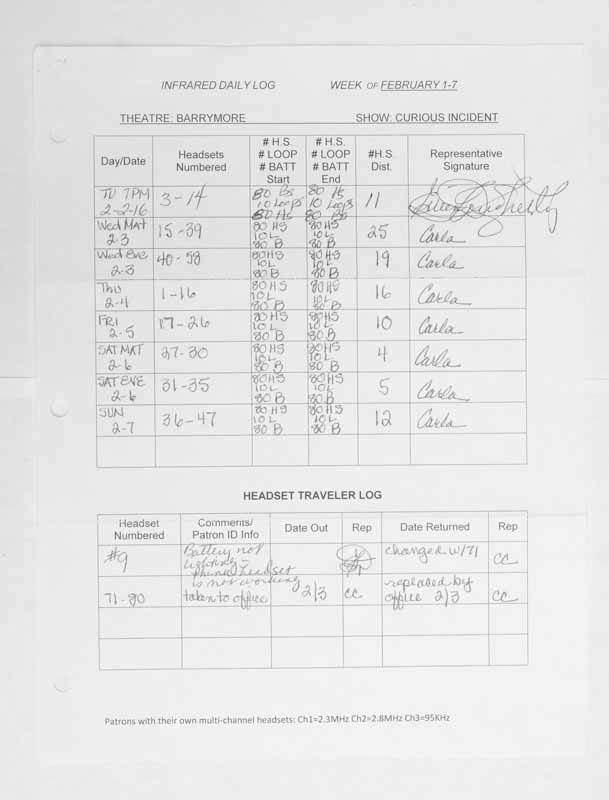 INFRARED DAILY LOG WEEK OF FEBRUARY 1-7
THEATRE: BARRYMORE SHOW: CURIOUS INCIDENT
Day/Date Headsets Numbered # H.S. # LOOP # BATT Start # H.S. # LOOP # BATT End #H.S. Dist. Representative Signature
TU 7PM 2-2-16 3-14 80 Bs 10 Loops 80 Hs 80 Hs 10 Loops 80 Bs 11
Wed MAT 2-3 15-39 80 HS 10 L 80 B 80 HS 10 L 80 B 25 Carla
Wed eve 2-3 40-58 80 HS 10 L 80 B 80 HS 10 L 80 B 19 Carla
THU 2-4 1-16 80 HS 10 L 80 B 80 HS 10 L 80 B 16 Carla
FRI 2-5 17-26 80 HS 10 L 80 B 80 HS 10 L 80 B 10 Carla
SAT MAT 2-6 27-30 80 HS 10 L 80 B 80 HS 10 L 80 B 4 Carla
SAT EVE 2-6 31-35 80 HS 10 L 80 B 80 HS 10 L 80 B 5 Carla
SUN 2-7 36-47 80 HS 10 L 80 B 80 HS 10 L 80 B 12 Carla
HEADSET TRAVELER LOG
Headset Numbered Comments/ Patron ID Info Date Out Rep Date Returned Rep
#9 Battery not lighting - headset is not working changed w/71 cc
71-80 taken to office 2/3 cc replaced by office 2/3 cc
Patrons with their own multi-channel headsets: Ch1=2.3MHz Ch2=2.8MHz Ch3=95KHz